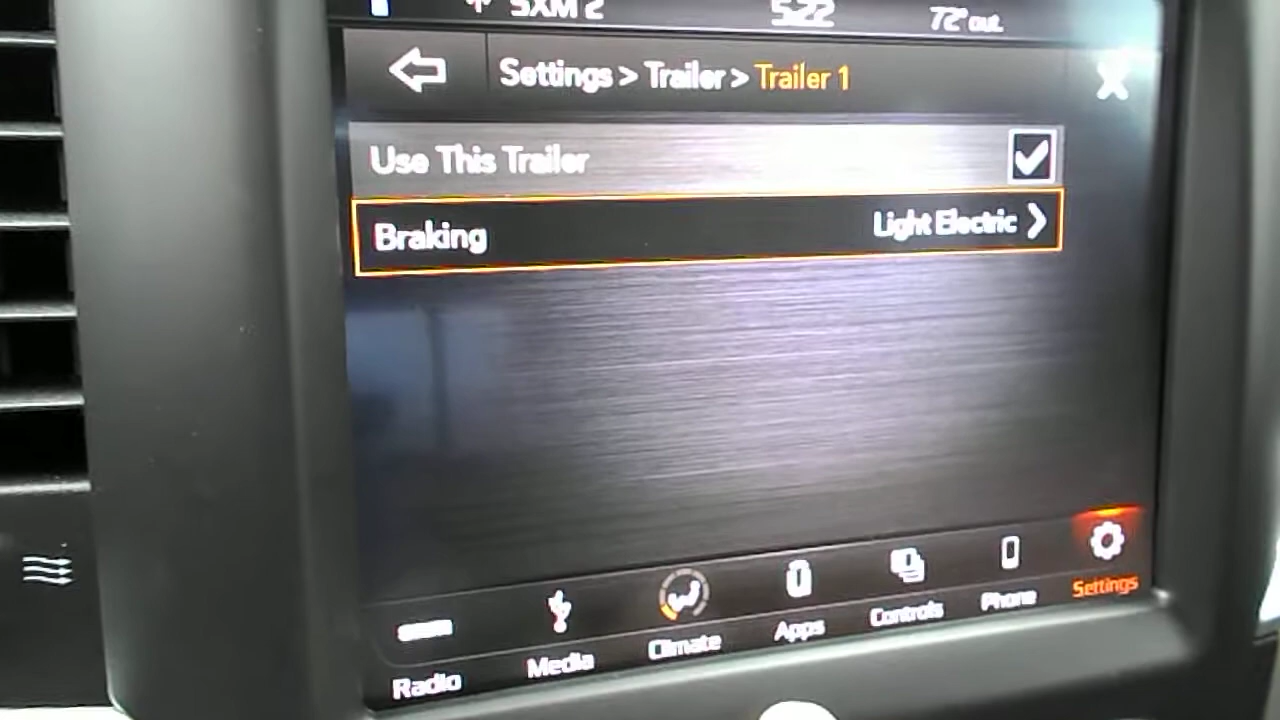 SXM 2 5:22 72° out.
Settings > Trailer > Trailer 1 X
Use This Trailer
Braking Light Electric >
Radio Media Climate Apps Controls Phone Settings